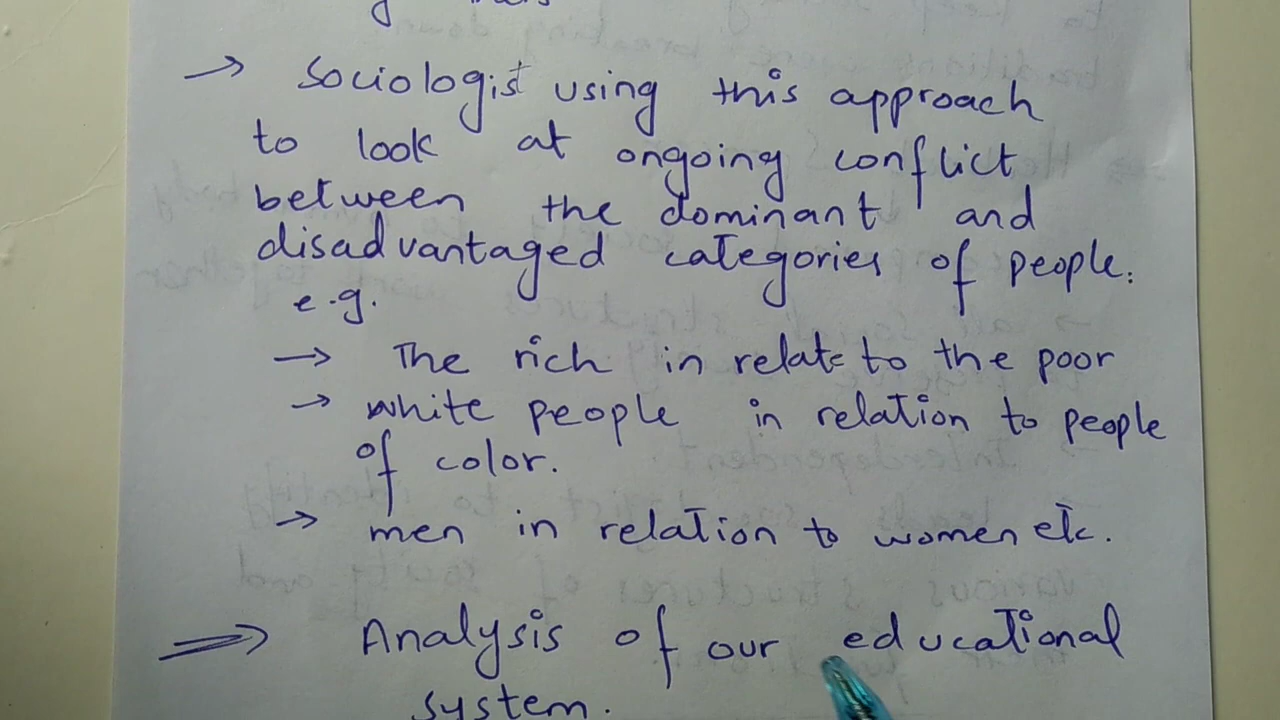 → Sociologist using this approach
to look at ongoing conflict
between the dominant and
disadvantaged categories of people.
e.g.
→ The rich in relate to the poor
→ white people in relation to people
of color.
→ men in relation to women etc.
⇒ Analysis of our educational
system.